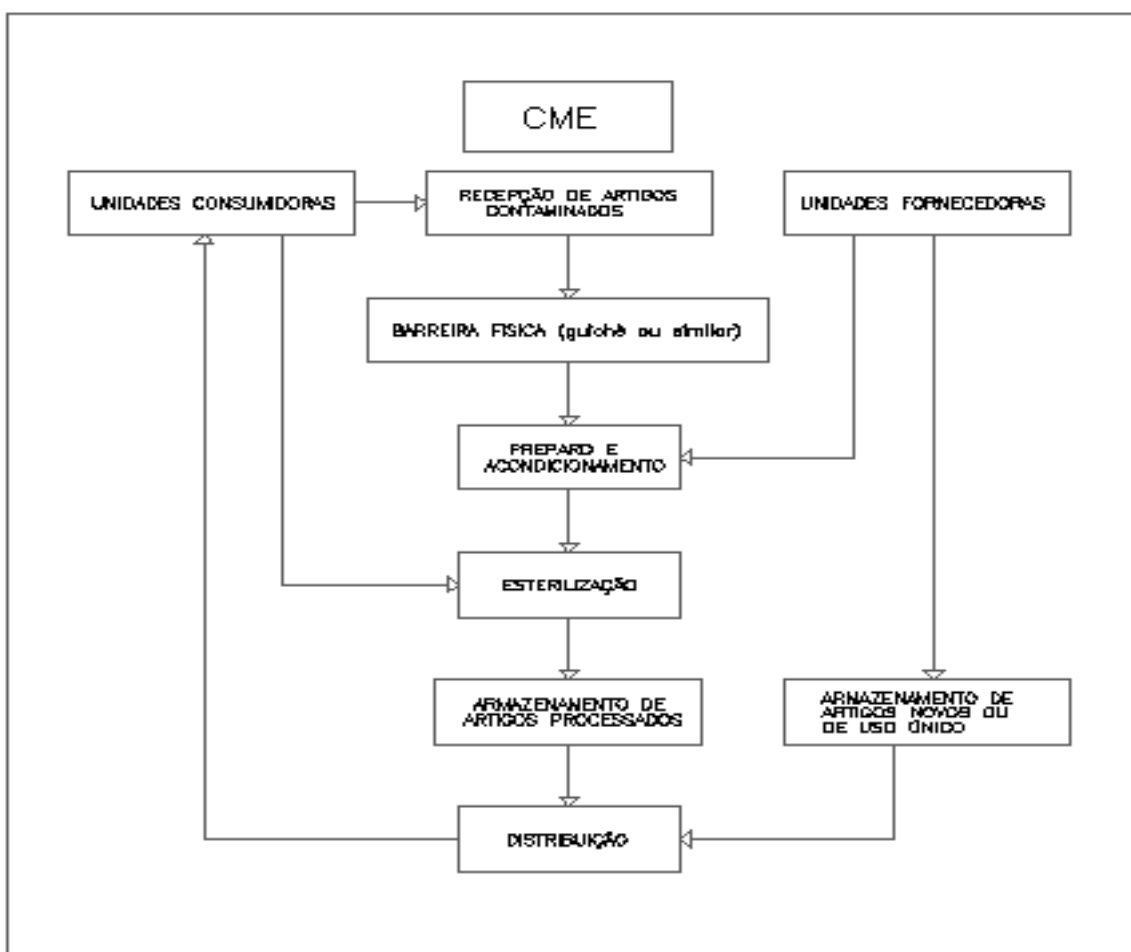 CME
UNIDADES CONSUMIDORAS
RECEPÇÃO DE ARTIGOS
CONTAMINADOS
UNIDADES FORNECEDORAS
BARREIRA FÍSICA (guichê ou similar)
PREPARO E
ACONDICIONAMENTO
ESTERILIZAÇÃO
ARMAZENAMENTO DE
ARTIGOS PROCESSADOS
ARMAZENAMENTO DE
ARTIGOS NOVOS OU
DE USO ÚNICO
DISTRIBUIÇÃO